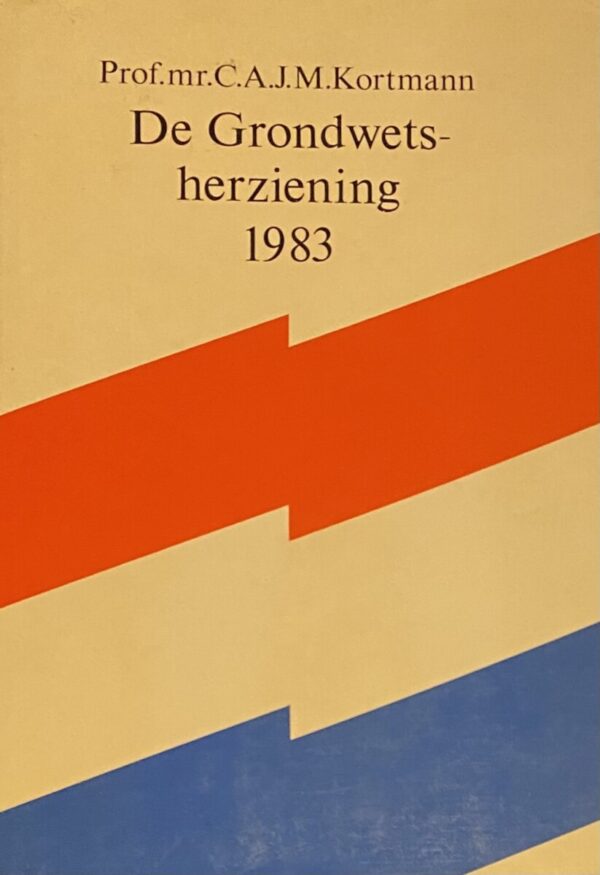 Prof.mr.C.A.J.M.Kortmann
De Grondwets-
herziening
1983